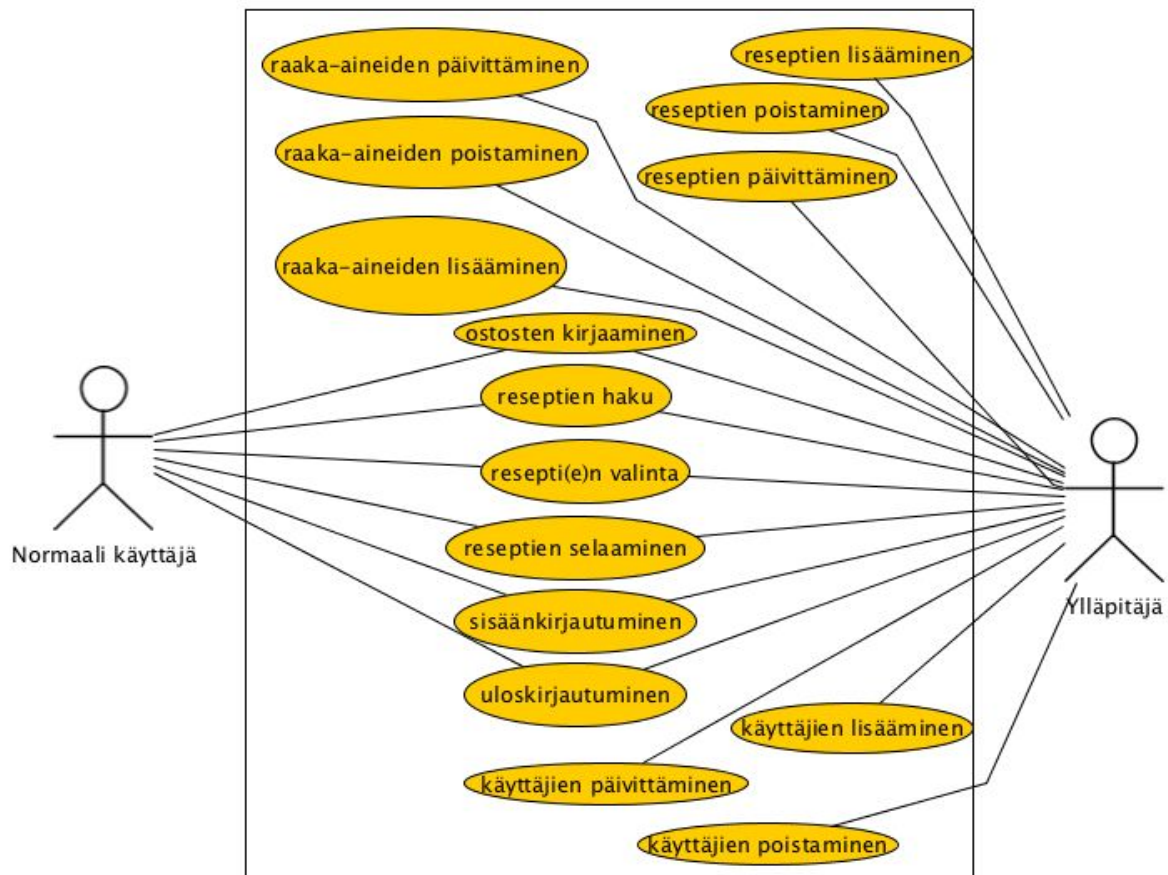 raaka-aineiden päivittäminen
reseptien lisääminen
reseptien poistaminen
raaka-aineiden poistaminen
reseptien päivittäminen
raaka-aineiden lisääminen
ostosten kirjaaminen
reseptien haku
resepti(e)n valinta
reseptien selaaminen
Normaali käyttäjä
Ylläpitäjä
sisäänkirjautuminen
uloskirjautuminen
käyttäjien lisääminen
käyttäjien päivittäminen
käyttäjien poistaminen